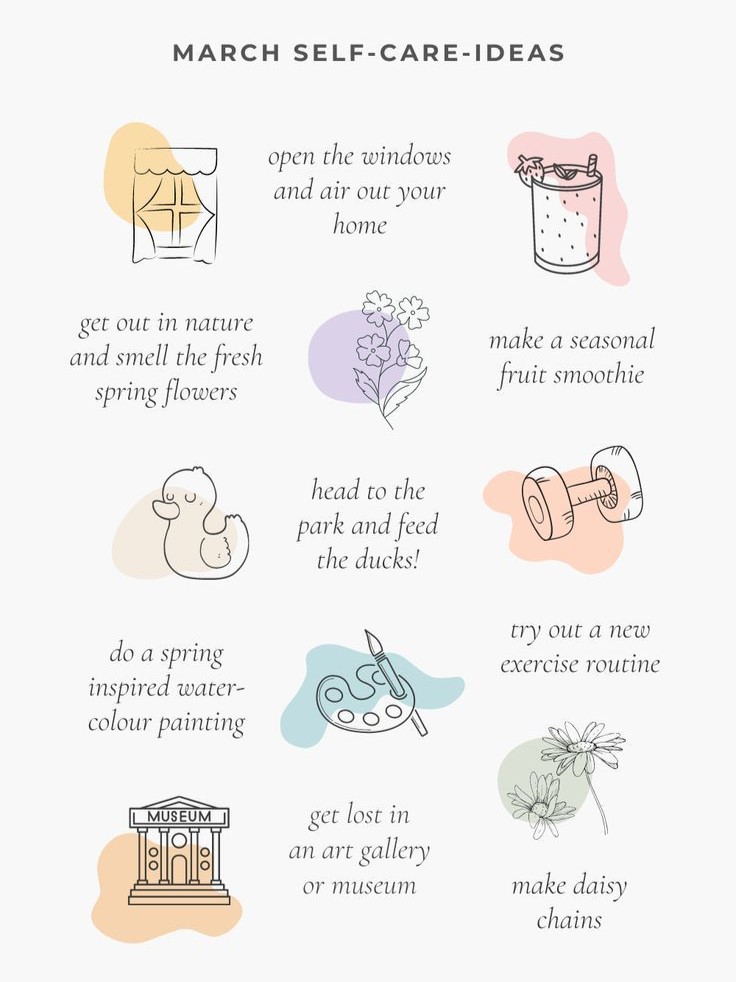 MARCH SELF-CARE-IDEAS
open the windows
and air out your
home
get out in nature
and smell the fresh
spring flowers
make a seasonal
fruit smoothie
head to the
park and feed
the ducks!
try out a new
exercise routine
do a spring
inspired water-
colour painting
MUSEUM
get lost in
an art gallery
or museum
make daisy
chains